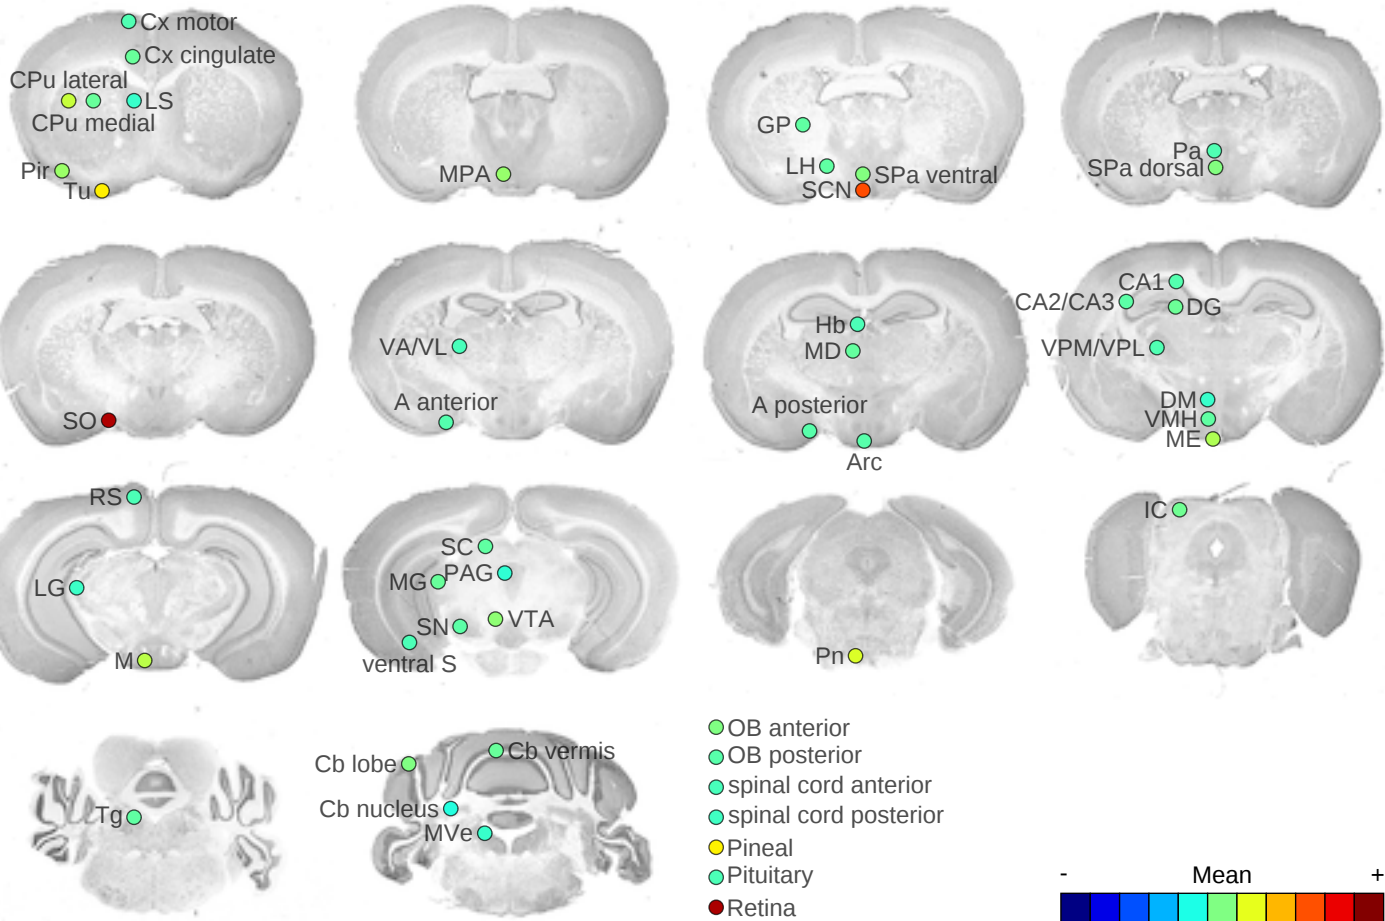 Cx motor
Cx cingulate
CPu lateral
LS
CPu medial
Pir
Tu
MPA
GP
LH
SPa ventral
SCN
Pa
SPa dorsal
SO
VA/VL
A anterior
Hb
MD
A posterior
Arc
CA1
CA2/CA3
DG
VPM/VPL
DM
VMH
ME
RS
LG
M
SC
PAG
MG
VTA
SN
ventral S
Pn
IC
Tg
Cb vermis
Cb lobe
Cb nucleus
MVe
OB anterior
OB posterior
spinal cord anterior
spinal cord posterior
Pineal
Pituitary
Retina
- Mean +